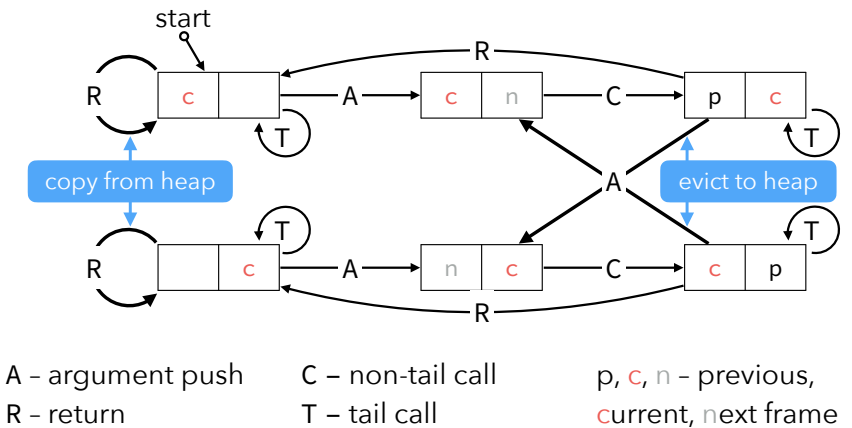 start
R
R
c
A
c n
C
p c
T
T
copy from heap
A
evict to heap
T
T
R
c
A
n c
C
c p
R
A – argument push
C – non-tail call
p, c, n – previous,
R – return
T – tail call
current, next frame